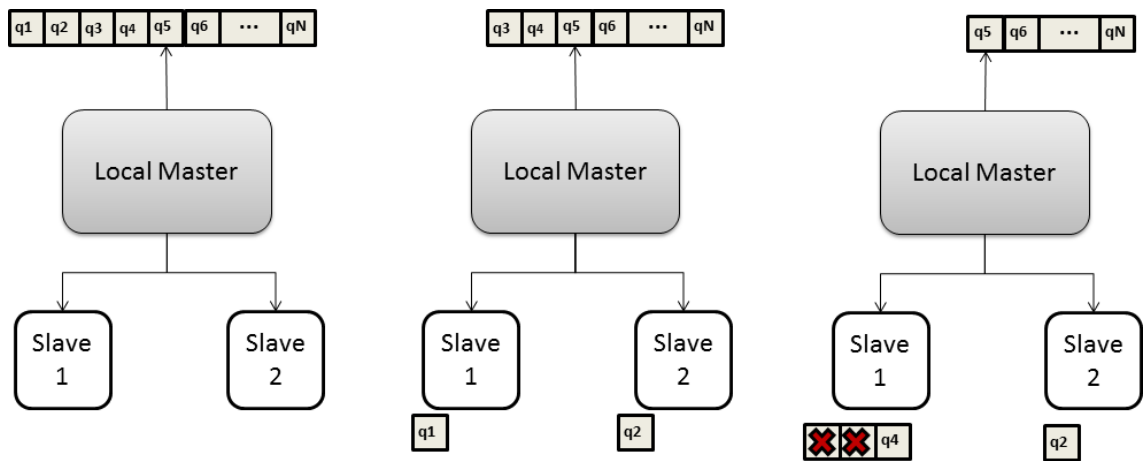 q1 q2 q3 q4 q5 q6 ... qN
q3 q4 q5 q6 ... qN
q5 q6 ... qN
Local Master
Local Master
Local Master
Slave
1
Slave
2
Slave
1
Slave
2
Slave
1
Slave
2
q1
q2
q4
q2